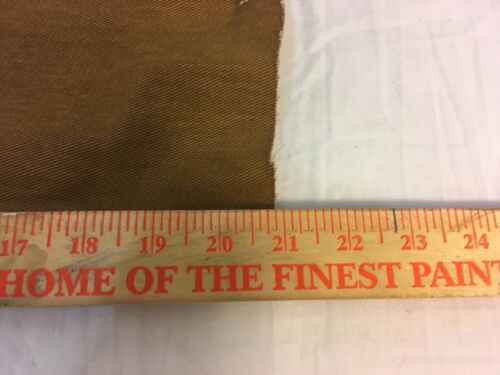 17 18 19 20 21 22 23 24
HOME OF THE FINEST PAINT